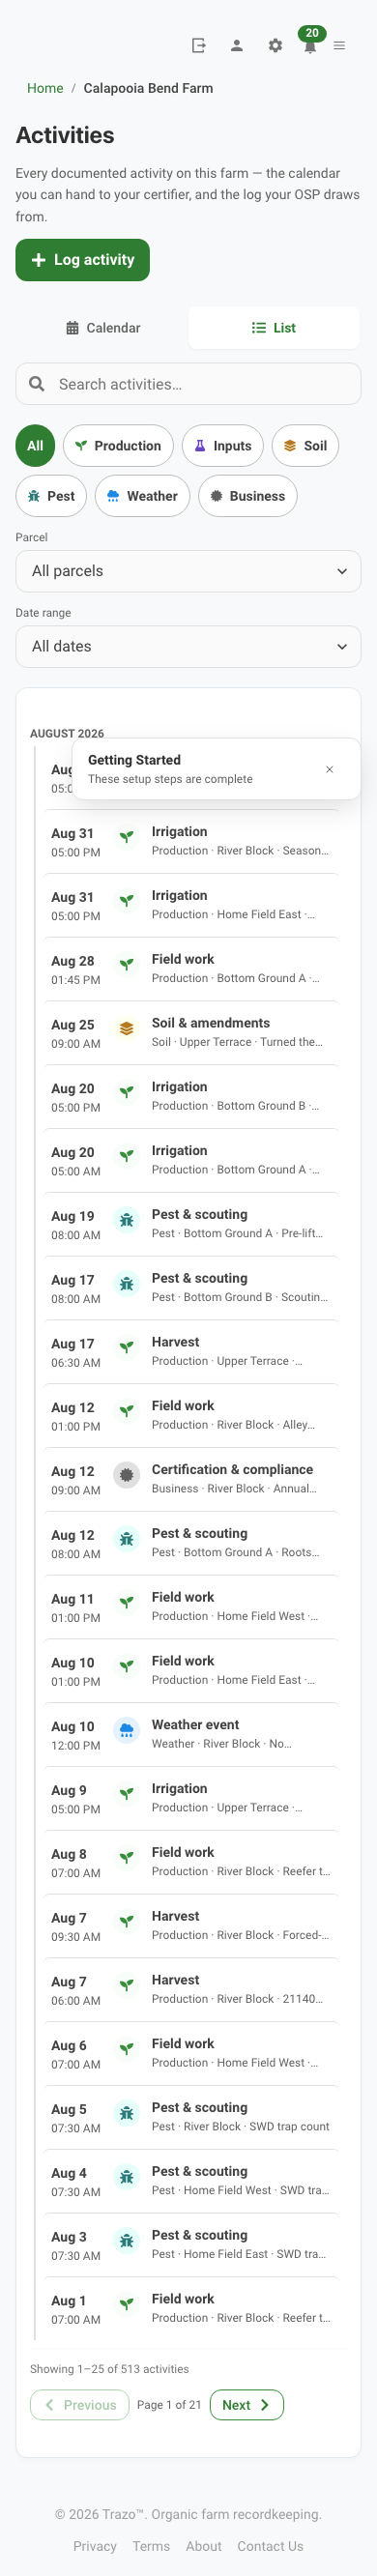 20
Home / Calapooia Bend Farm
Activities
Every documented activity on this farm — the calendar
you can hand to your certifier, and the log your OSP draws
from.
Log activity
Calendar
List
Search activities...
All
Production
Inputs
Soil
Pest
Weather
Business
Parcel
All parcels
Date range
All dates
AUGUST 2026
Getting Started
These setup steps are complete
Aug 31
05:00 PM
Irrigation
Production · River Block · Season...
Aug 31
05:00 PM
Irrigation
Production · Home Field East ·...
Aug 28
01:45 PM
Field work
Production · Bottom Ground A ·...
Aug 25
09:00 AM
Soil & amendments
Soil · Upper Terrace · Turned the...
Aug 20
05:00 PM
Irrigation
Production · Bottom Ground B ·...
Aug 20
05:00 AM
Irrigation
Production · Bottom Ground A ·...
Aug 19
08:00 AM
Pest & scouting
Pest · Bottom Ground A · Pre-lift...
Aug 17
08:00 AM
Pest & scouting
Pest · Bottom Ground B · Scoutin...
Aug 17
06:30 AM
Harvest
Production · Upper Terrace ·...
Aug 12
01:00 PM
Field work
Production · River Block · Alley...
Aug 12
09:00 AM
Certification & compliance
Business · River Block · Annual...
Aug 12
08:00 AM
Pest & scouting
Pest · Bottom Ground A · Roots...
Aug 11
01:00 PM
Field work
Production · Home Field West ·...
Aug 10
01:00 PM
Field work
Production · Home Field East ·...
Aug 10
12:00 PM
Weather event
Weather · River Block · No...
Aug 9
05:00 PM
Irrigation
Production · Upper Terrace ·...
Aug 8
07:00 AM
Field work
Production · River Block · Reefer t...
Aug 7
09:30 AM
Harvest
Production · River Block · Forced-...
Aug 7
06:00 AM
Harvest
Production · River Block · 21140...
Aug 6
07:00 AM
Field work
Production · Home Field West ·...
Aug 5
07:30 AM
Pest & scouting
Pest · River Block · SWD trap count
Aug 4
07:30 AM
Pest & scouting
Pest · Home Field West · SWD tra...
Aug 3
07:30 AM
Pest & scouting
Pest · Home Field East · SWD tra...
Aug 1
07:00 AM
Field work
Production · River Block · Reefer t...
Showing 1–25 of 513 activities
Previous
Page 1 of 21
Next
© 2026 Trazo™. Organic farm recordkeeping.
Privacy Terms About Contact Us